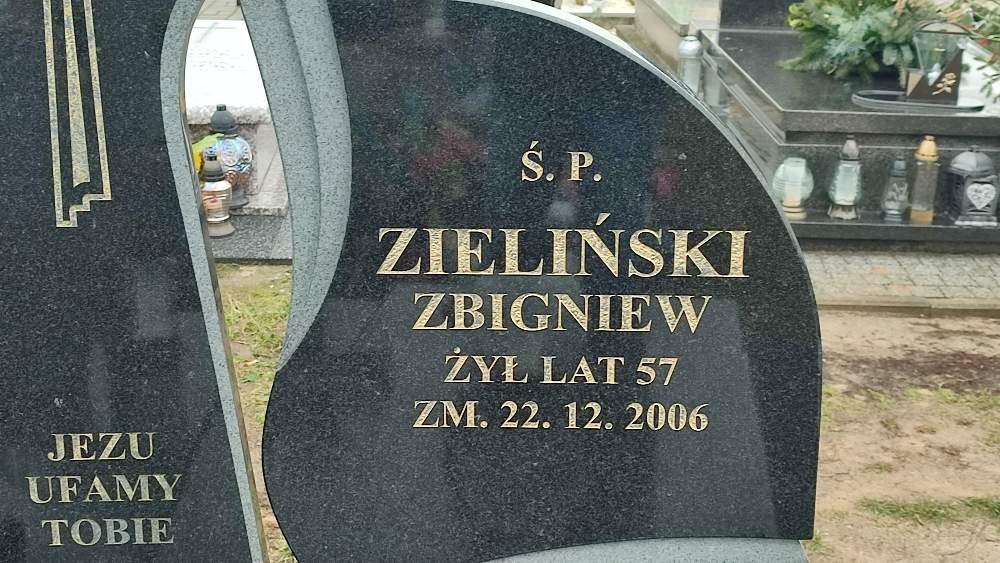 Ś. P.
ZIELIŃSKI
ZBIGNIEW
ŻYŁ LAT 57
ZM. 22. 12. 2006
JEZU
UFAMY
TOBIE